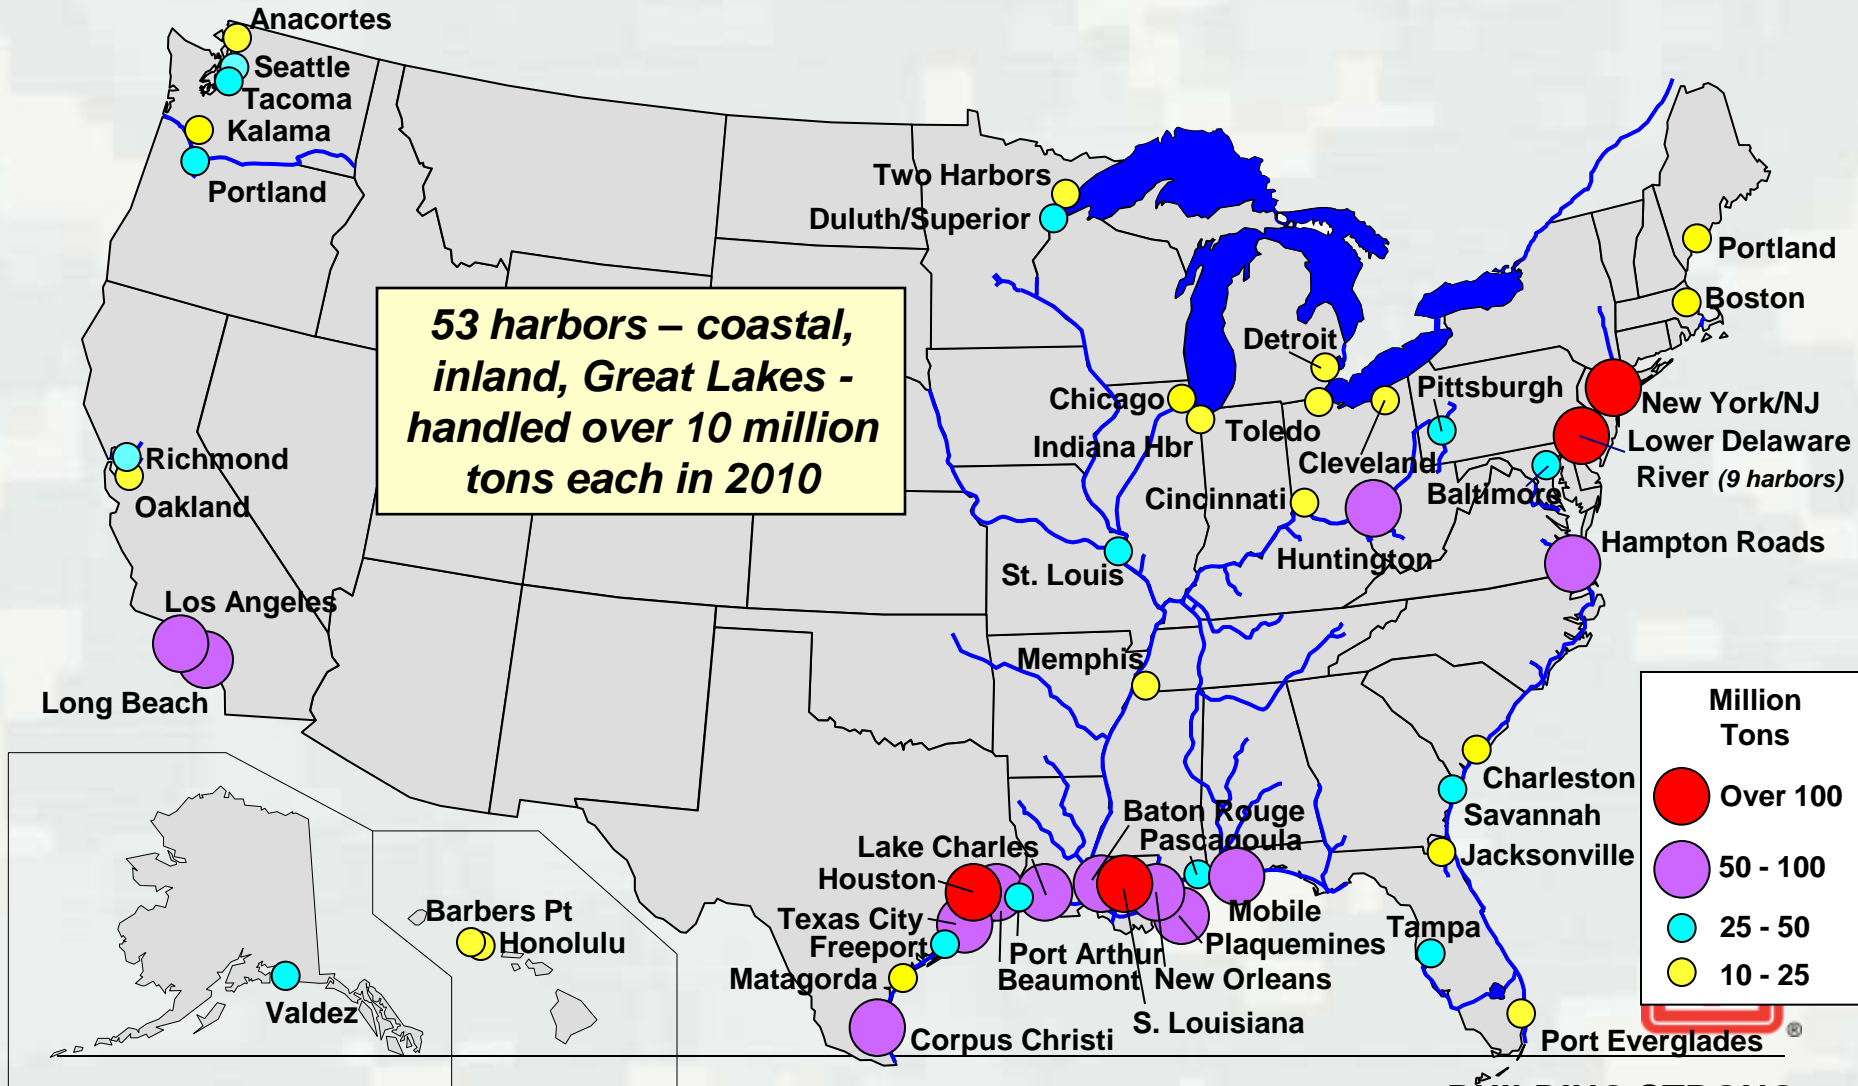 Anacortes
Seattle
Tacoma
Kalama
Portland
Two Harbors
Duluth/Superior
Portland
Boston
53 harbors – coastal,
inland, Great Lakes -
handled over 10 million
tons each in 2010
Detroit
Chicago
Pittsburgh
New York/NJ
Indiana Hbr
Toledo
Lower Delaware
River (9 harbors)
Cleveland
Richmond
Oakland
Cincinnati
Baltimore
Huntington
Hampton Roads
St. Louis
Los Angeles
Long Beach
Memphis
Million
Tons
Over 100
50 - 100
25 - 50
10 - 25
Charleston
Savannah
Jacksonville
Baton Rouge
Pascagoula
Lake Charles
Houston
Texas City
Freeport
Matagorda
Port Arthur
Beaumont
Mobile
Plaquemines
New Orleans
S. Louisiana
Corpus Christi
Tampa
Port Everglades
Barbers Pt
Honolulu
Valdez
®
BUILDING STRONG